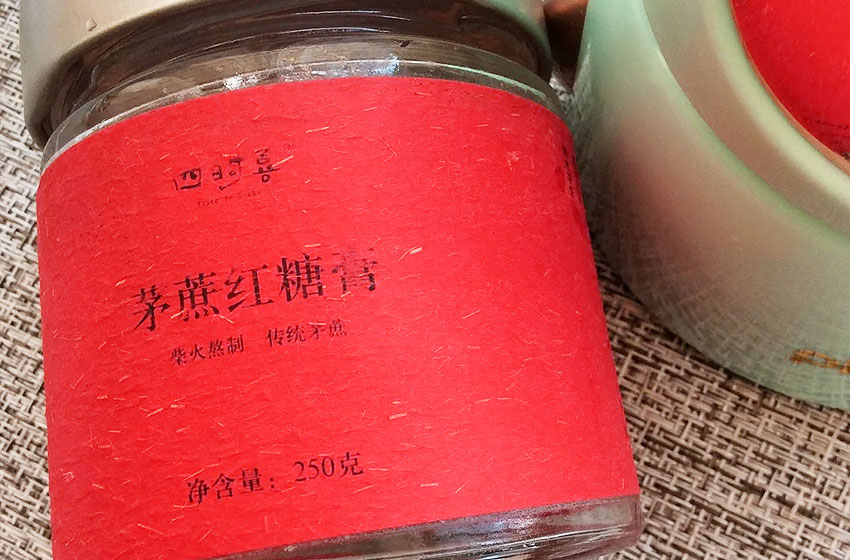 四时喜
茅蔗红糖膏
柴火熬制 传统茅蔗
净含量：250克